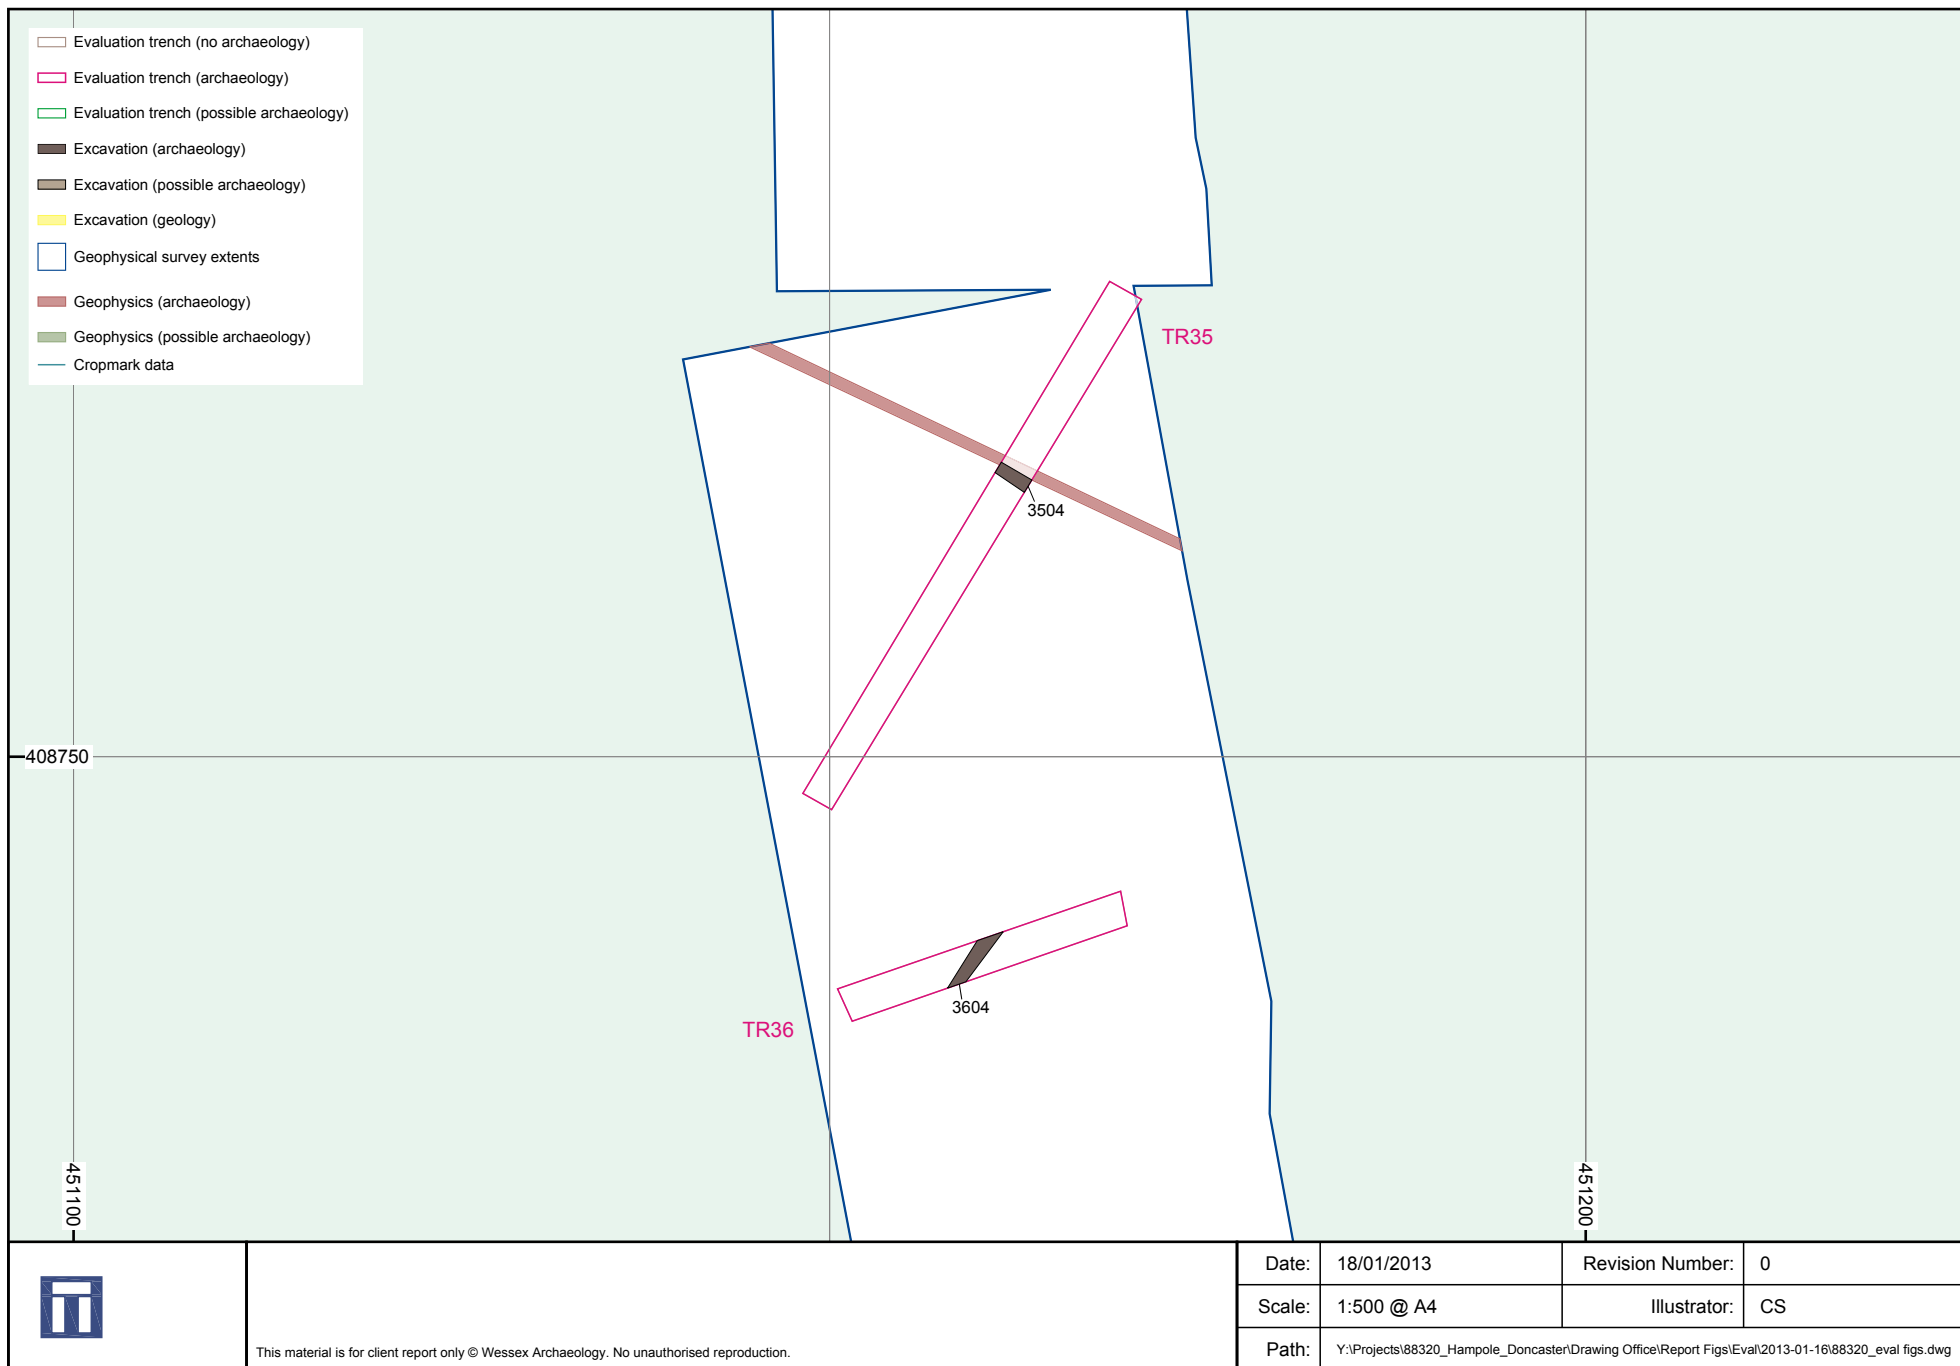 Evaluation trench (no archaeology)
Evaluation trench (archaeology)
Evaluation trench (possible archaeology)
Excavation (archaeology)
Excavation (possible archaeology)
Excavation (geology)
Geophysical survey extents
Geophysics (archaeology)
Geophysics (possible archaeology)
Cropmark data
TR35
3504
408750
3604
TR36
451100
451200
Date: 18/01/2013 Revision Number: 0
Scale: 1:500 @ A4 Illustrator: CS
This material is for client report only © Wessex Archaeology. No unauthorised reproduction.
Path: Y:\Projects\88320_Hampole_Doncaster\Drawing Office\Report Figs\Eval\2013-01-16\88320_eval figs.dwg